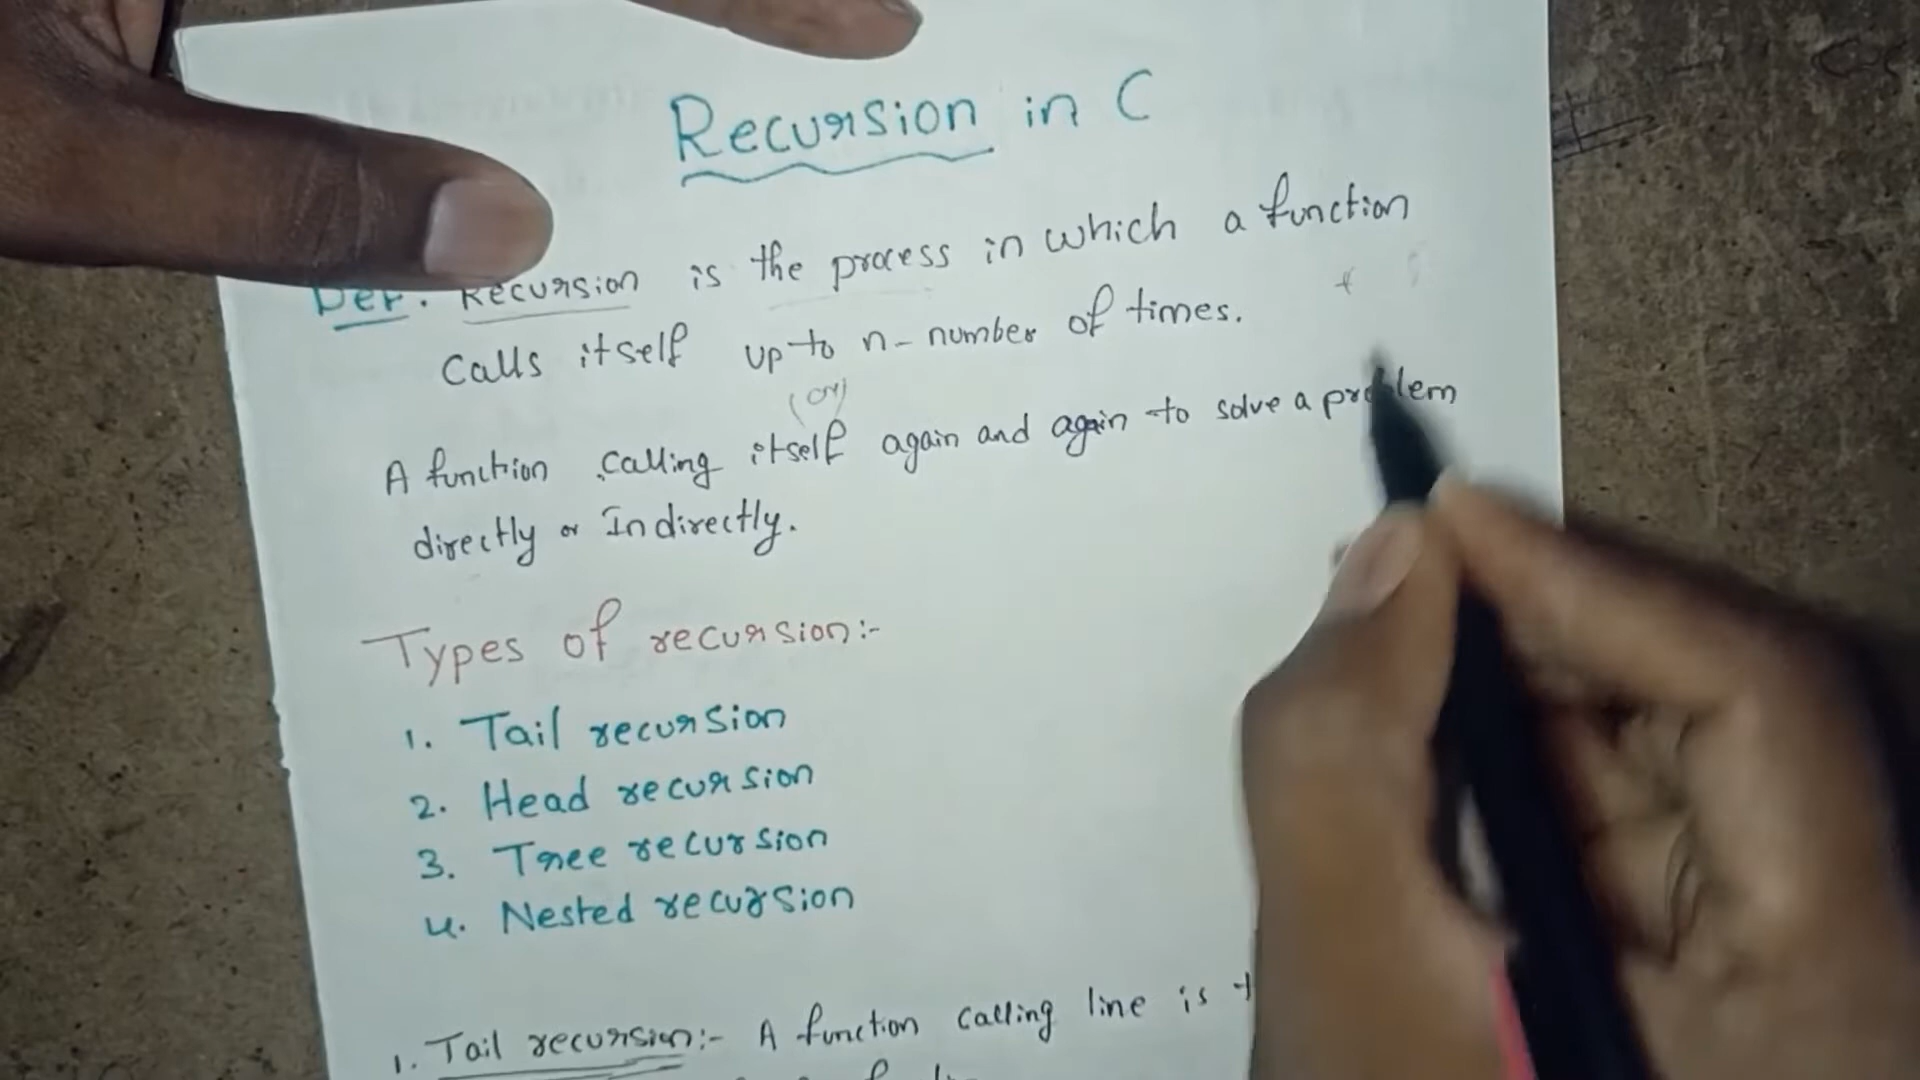 Recursion in C
Def. Recursion is the process in which a function
calls itself up to n- number of times.
(or)
A function calling itself again and again to solve a problem
directly or Indirectly.
Types of recursion:-
1. Tail recursion
2. Head recursion
3. Tree recursion
4. Nested recursion
1. Tail recursion:- A function calling line is